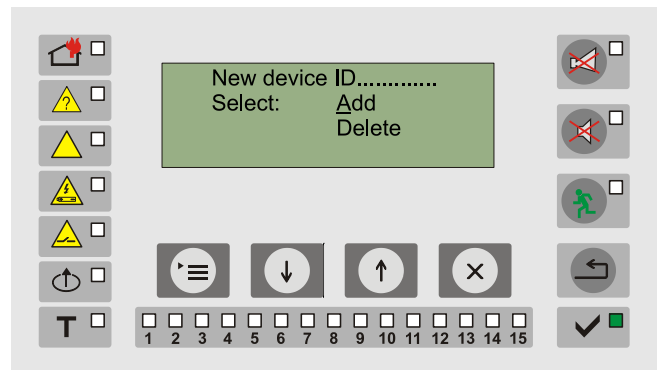 New device ID.............
Select: Add
Delete
?
T
1 2 3 4 5 6 7 8 9 10 11 12 13 14 15